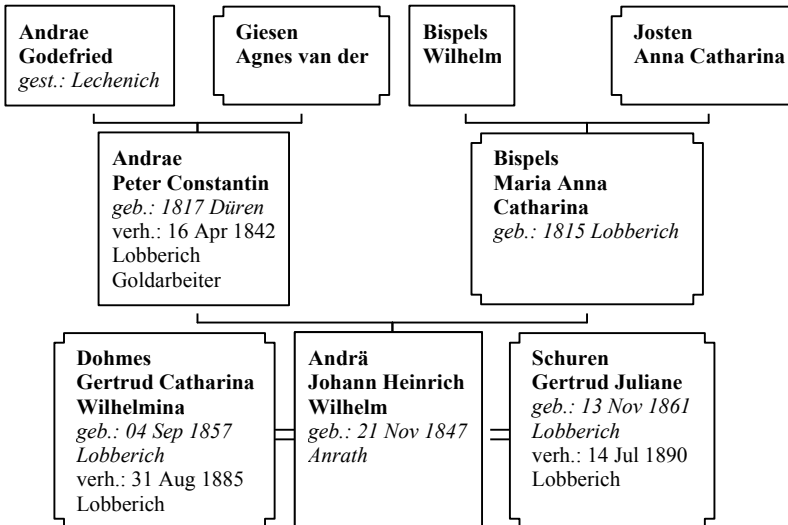 Andrae
Godefried
gest.: Lechenich
Giesen
Agnes van der
Bispels
Wilhelm
Josten
Anna Catharina
Andrae
Peter Constantin
geb.: 1817 Düren
verh.: 16 Apr 1842
Lobberich
Goldarbeiter
Bispels
Maria Anna
Catharina
geb.: 1815 Lobberich
Dohmes
Gertrud Catharina
Wilhelmina
geb.: 04 Sep 1857
Lobberich
verh.: 31 Aug 1885
Lobberich
Andrä
Johann Heinrich
Wilhelm
geb.: 21 Nov 1847
Anrath
Schuren
Gertrud Juliane
geb.: 13 Nov 1861
Lobberich
verh.: 14 Jul 1890
Lobberich